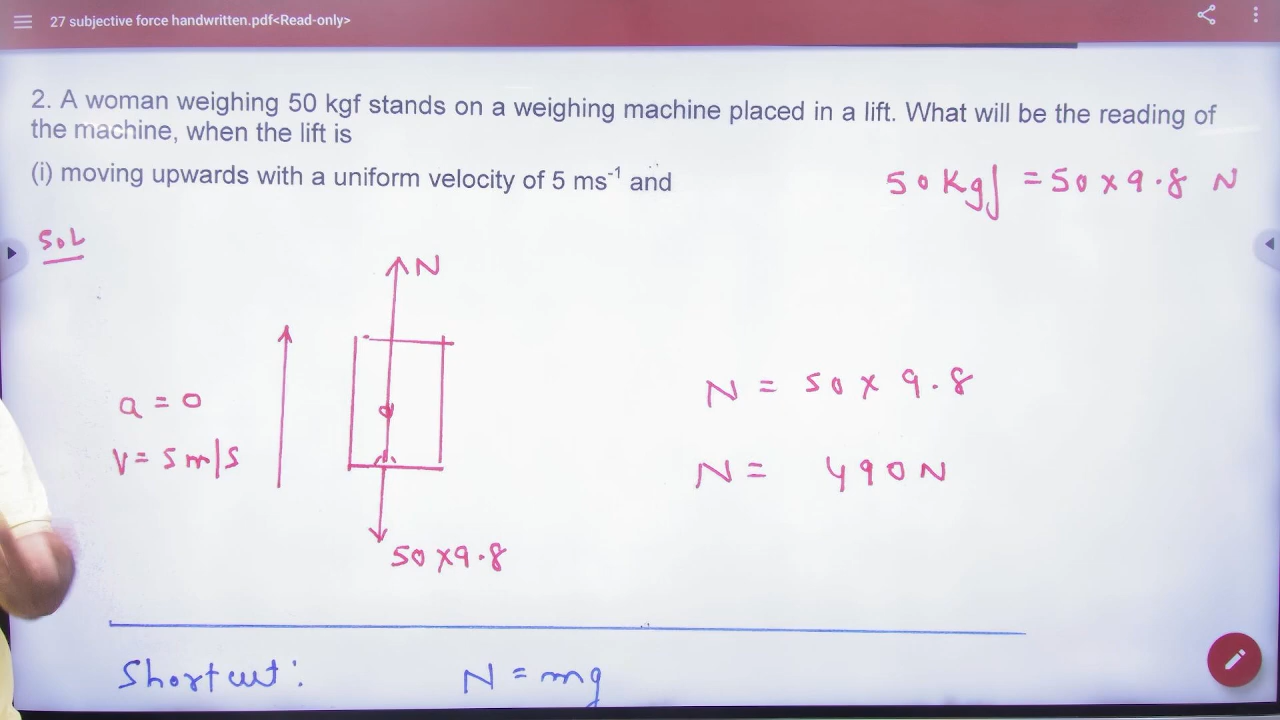 27 subjective force handwritten.pdf<Read-only>
2. A woman weighing 50 kgf stands on a weighing machine placed in a lift. What will be the reading of
the machine, when the lift is
(i) moving upwards with a uniform velocity of 5 ms⁻¹ and
50 Kgf = 50 × 9.8 N
SOL
N
a = 0
V = 5 m/s
N = 50 × 9.8
N = 490 N
50 × 9.8
Shortcut: N = mg